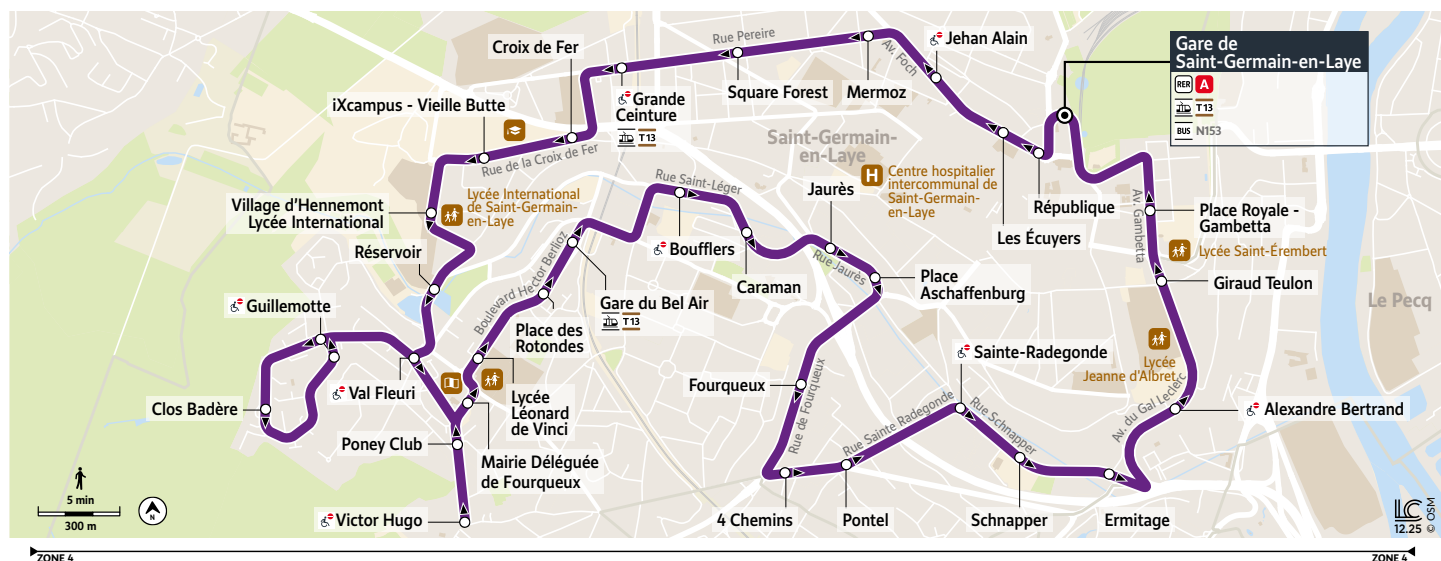 Gare de
Saint-Germain-en-Laye
RER A
T13
BUS N153
Croix de Fer
Rue Pereire
Av. Foch
Jehan Alain
iXcampus - Vieille Butte
Grande
Ceinture
T13
Square Forest
Mermoz
Saint-Germain-
en-Laye
Rue de la Croix de Fer
Rue Saint-Léger
H
Centre hospitalier
intercommunal de
Saint-Germain-
en-Laye
Jaurès
Lycée International
de Saint-Germain-
en-Laye
Village d'Hennemont
Lycée International
République
Les Écuyers
Av. Gambetta
Place Royale -
Gambetta
Lycée Saint-Érembert
Réservoir
Boulevard Hector Berlioz
Boufflers
Caraman
Rue Jaurès
Place
Aschaffenburg
Giraud Teulon
Le Pecq
Guillemotte
Gare du Bel Air
T13
Place des
Rotondes
Sainte-Radegonde
Lycée
Jeanne d'Albret
Val Fleuri
Fourqueux
Clos Badère
Lycée
Léonard
de Vinci
Rue de Fourqueux
Rue Sainte Radegonde
Rue Schnapper
Av. du Gal Leclerc
Alexandre Bertrand
Poney Club
Mairie Déléguée
de Fourqueux
Victor Hugo
4 Chemins
Pontel
Schnapper
Ermitage
5 min
300 m
N
LC
12.25
© OSM
ZONE 4
ZONE 4